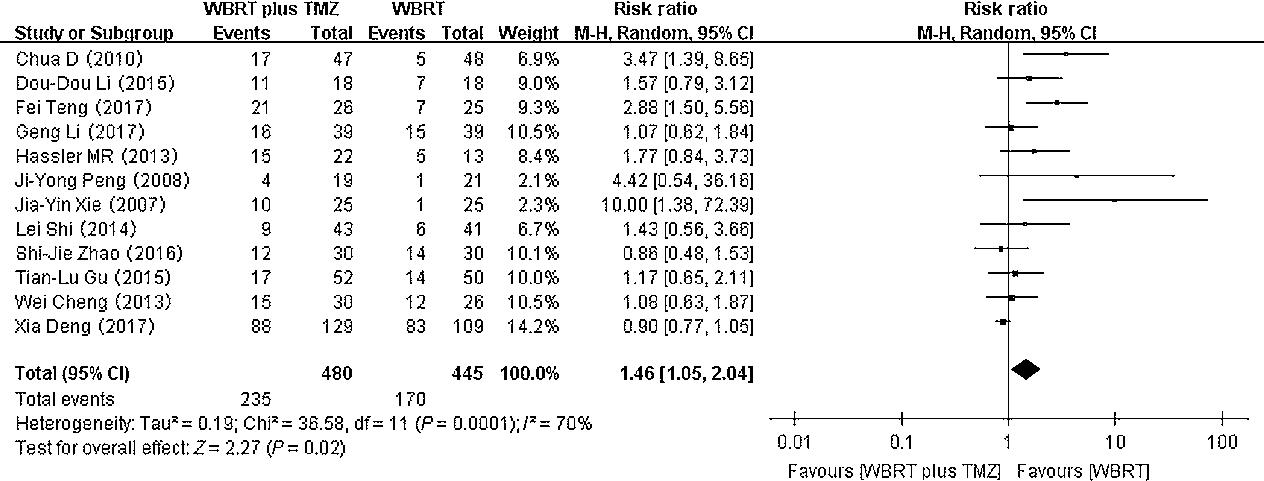 WBRT plus TMZ WBRT Risk ratio Risk ratio
Study or Subgroup Events Total Events Total Weight M-H, Random, 95% CI M-H, Random, 95% CI
Chua D (2010) 17 47 5 48 6.9% 3.47 [1.39, 8.65]
Dou-Dou Li (2015) 11 18 7 18 9.0% 1.57 [0.79, 3.12]
Fei Teng (2017) 21 26 7 25 9.3% 2.88 [1.50, 5.56]
Geng Li (2017) 16 39 15 39 10.5% 1.07 [0.62, 1.84]
Hassler MR (2013) 15 22 5 13 8.4% 1.77 [0.84, 3.73]
Ji-Yong Peng (2008) 4 19 1 21 2.1% 4.42 [0.54, 36.16]
Jia-Yin Xie (2007) 10 25 1 25 2.3% 10.00 [1.38, 72.39]
Lei Shi (2014) 9 43 6 41 6.7% 1.43 [0.56, 3.66]
Shi-Jie Zhao (2016) 12 30 14 30 10.1% 0.86 [0.48, 1.53]
Tian-Lu Gu (2015) 17 52 14 50 10.0% 1.17 [0.65, 2.11]
Wei Cheng (2013) 15 30 12 26 10.5% 1.08 [0.63, 1.87]
Xia Deng (2017) 88 129 83 109 14.2% 0.90 [0.77, 1.05]
Total (95% CI) 480 445 100.0% 1.46 [1.05, 2.04]
Total events 235 170
Heterogeneity: Tau² = 0.19; Chi² = 36.58, df = 11 (P = 0.0001); I² = 70%
Test for overall effect: Z = 2.27 (P = 0.02)
0.01 0.1 1 10 100
Favours [WBRT plus TMZ] Favours [WBRT]